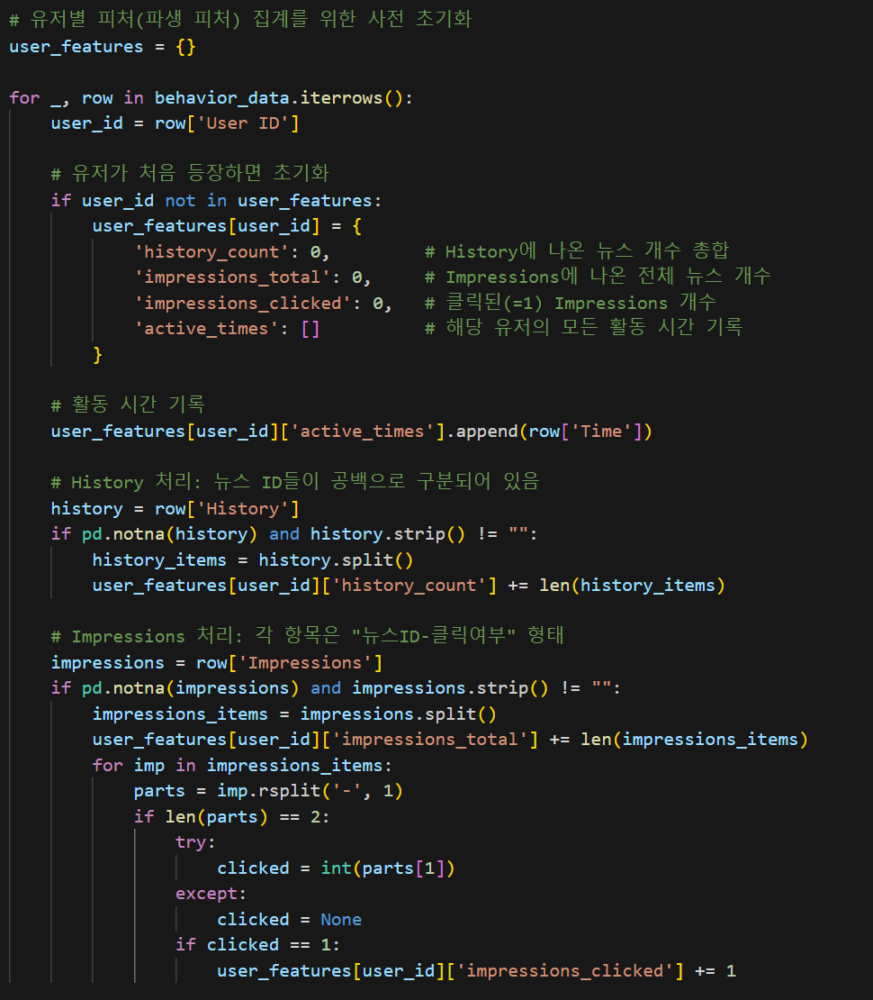 # 유저별 피처(파생 피처) 집계를 위한 사전 초기화
user_features = {}

for _, row in behavior_data.iterrows():
    user_id = row['User ID']

    # 유저가 처음 등장하면 초기화
    if user_id not in user_features:
        user_features[user_id] = {
            'history_count': 0,         # History에 나온 뉴스 개수 총합
            'impressions_total': 0,     # Impressions에 나온 전체 뉴스 개수
            'impressions_clicked': 0,   # 클릭된(=1) Impressions 개수
            'active_times': []          # 해당 유저의 모든 활동 시간 기록
        }

    # 활동 시간 기록
    user_features[user_id]['active_times'].append(row['Time'])

    # History 처리: 뉴스 ID들이 공백으로 구분되어 있음
    history = row['History']
    if pd.notna(history) and history.strip() != "":
        history_items = history.split()
        user_features[user_id]['history_count'] += len(history_items)

    # Impressions 처리: 각 항목은 "뉴스ID-클릭여부" 형태
    impressions = row['Impressions']
    if pd.notna(impressions) and impressions.strip() != "":
        impressions_items = impressions.split()
        user_features[user_id]['impressions_total'] += len(impressions_items)
        for imp in impressions_items:
            parts = imp.rsplit('-', 1)
            if len(parts) == 2:
                try:
                    clicked = int(parts[1])
                except:
                    clicked = None
                if clicked == 1:
                    user_features[user_id]['impressions_clicked'] += 1